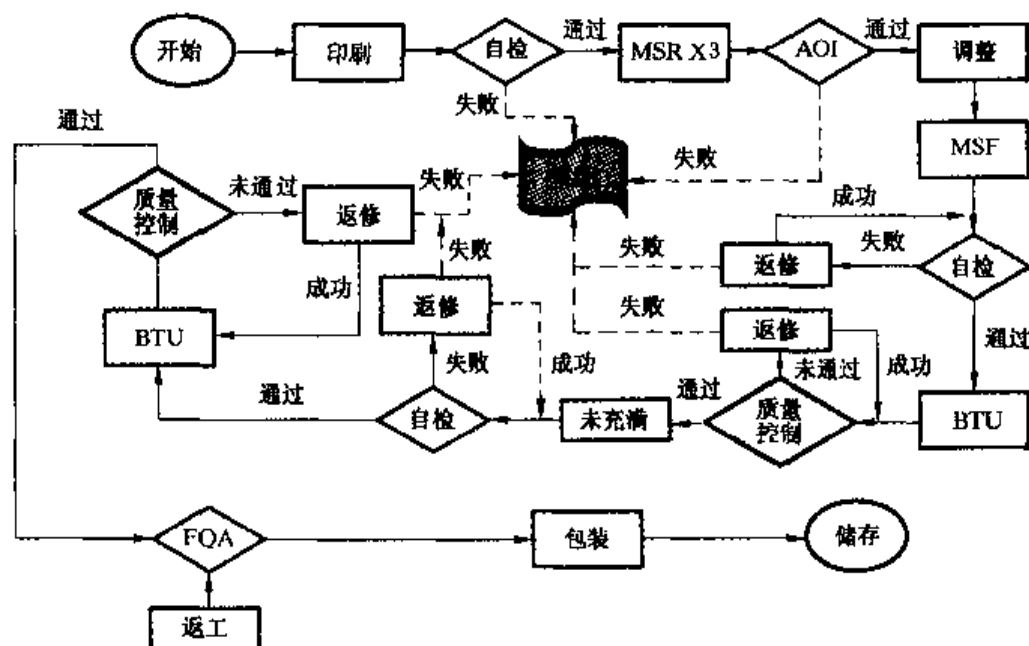 开始
印刷
自检
通过
MSR X3
AOI
通过
调整
失败
MSF
通过
质量
控制
未通过
返修
失败
失败
成功
返修
失败
自检
失败
返修
成功
BTU
失败
返修
失败
成功
未通过
成功
通过
通过
自检
未充满
通过
质量
控制
BTU
FQA
包装
储存
返工